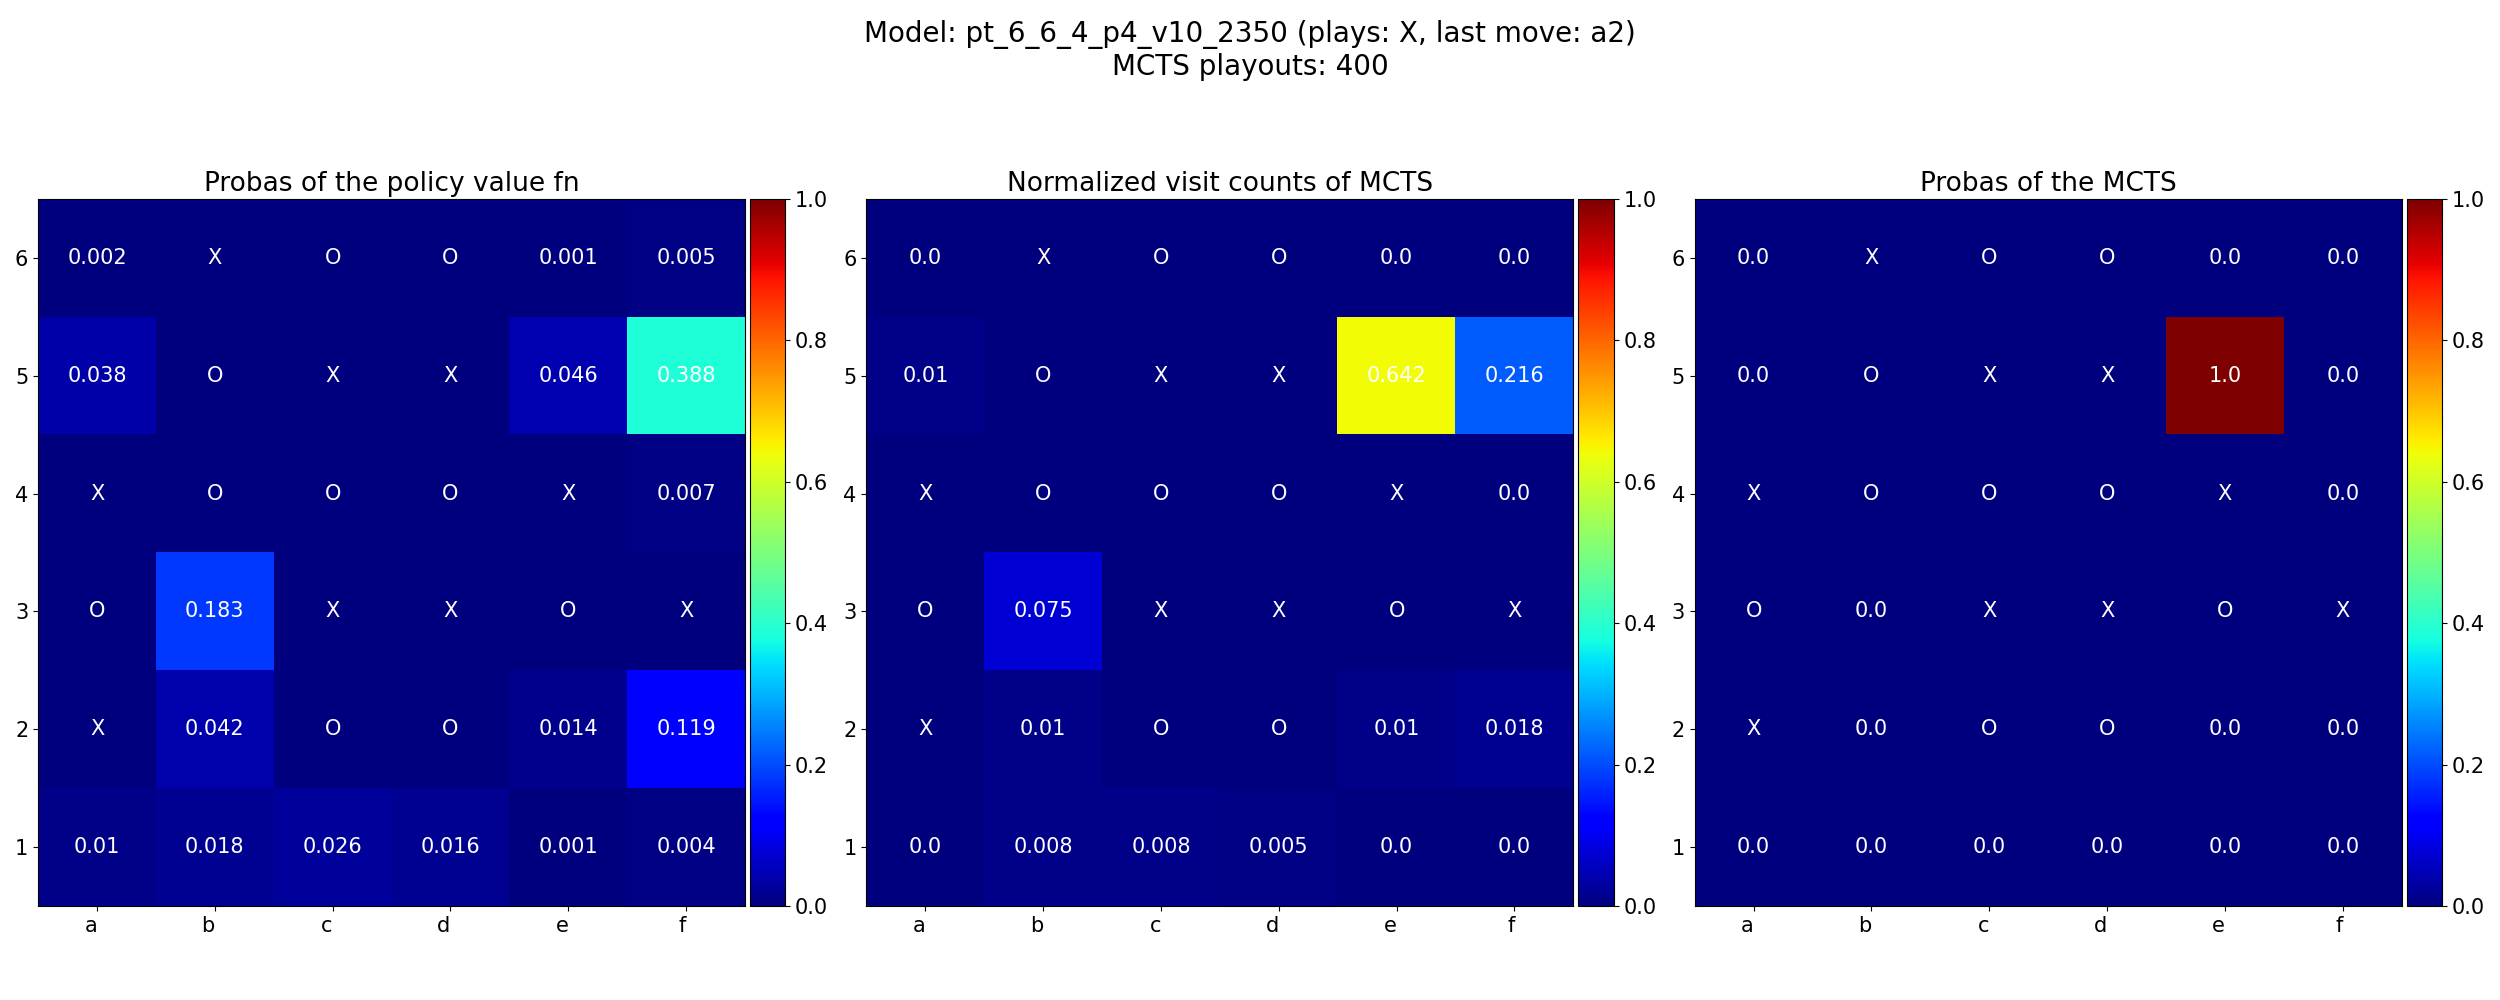 Model: pt_6_6_4_p4_v10_2350 (plays: X, last move: a2)
MCTS playouts: 400
Probas of the policy value fn
6 0.002 X O O 0.001 0.005
5 0.038 O X X 0.046 0.388
4 X O O O X 0.007
3 O 0.183 X X O X
2 X 0.042 O O 0.014 0.119
1 0.01 0.018 0.026 0.016 0.001 0.004
a b c d e f
1.0
0.8
0.6
0.4
0.2
0.0
Normalized visit counts of MCTS
6 0.0 X O O 0.0 0.0
5 0.01 O X X 0.642 0.216
4 X O O O X 0.0
3 O 0.075 X X O X
2 X 0.01 O O 0.01 0.018
1 0.0 0.008 0.008 0.005 0.0 0.0
a b c d e f
1.0
0.8
0.6
0.4
0.2
0.0
Probas of the MCTS
6 0.0 X O O 0.0 0.0
5 0.0 O X X 1.0 0.0
4 X O O O X 0.0
3 O 0.0 X X O X
2 X 0.0 O O 0.0 0.0
1 0.0 0.0 0.0 0.0 0.0 0.0
a b c d e f
1.0
0.8
0.6
0.4
0.2
0.0